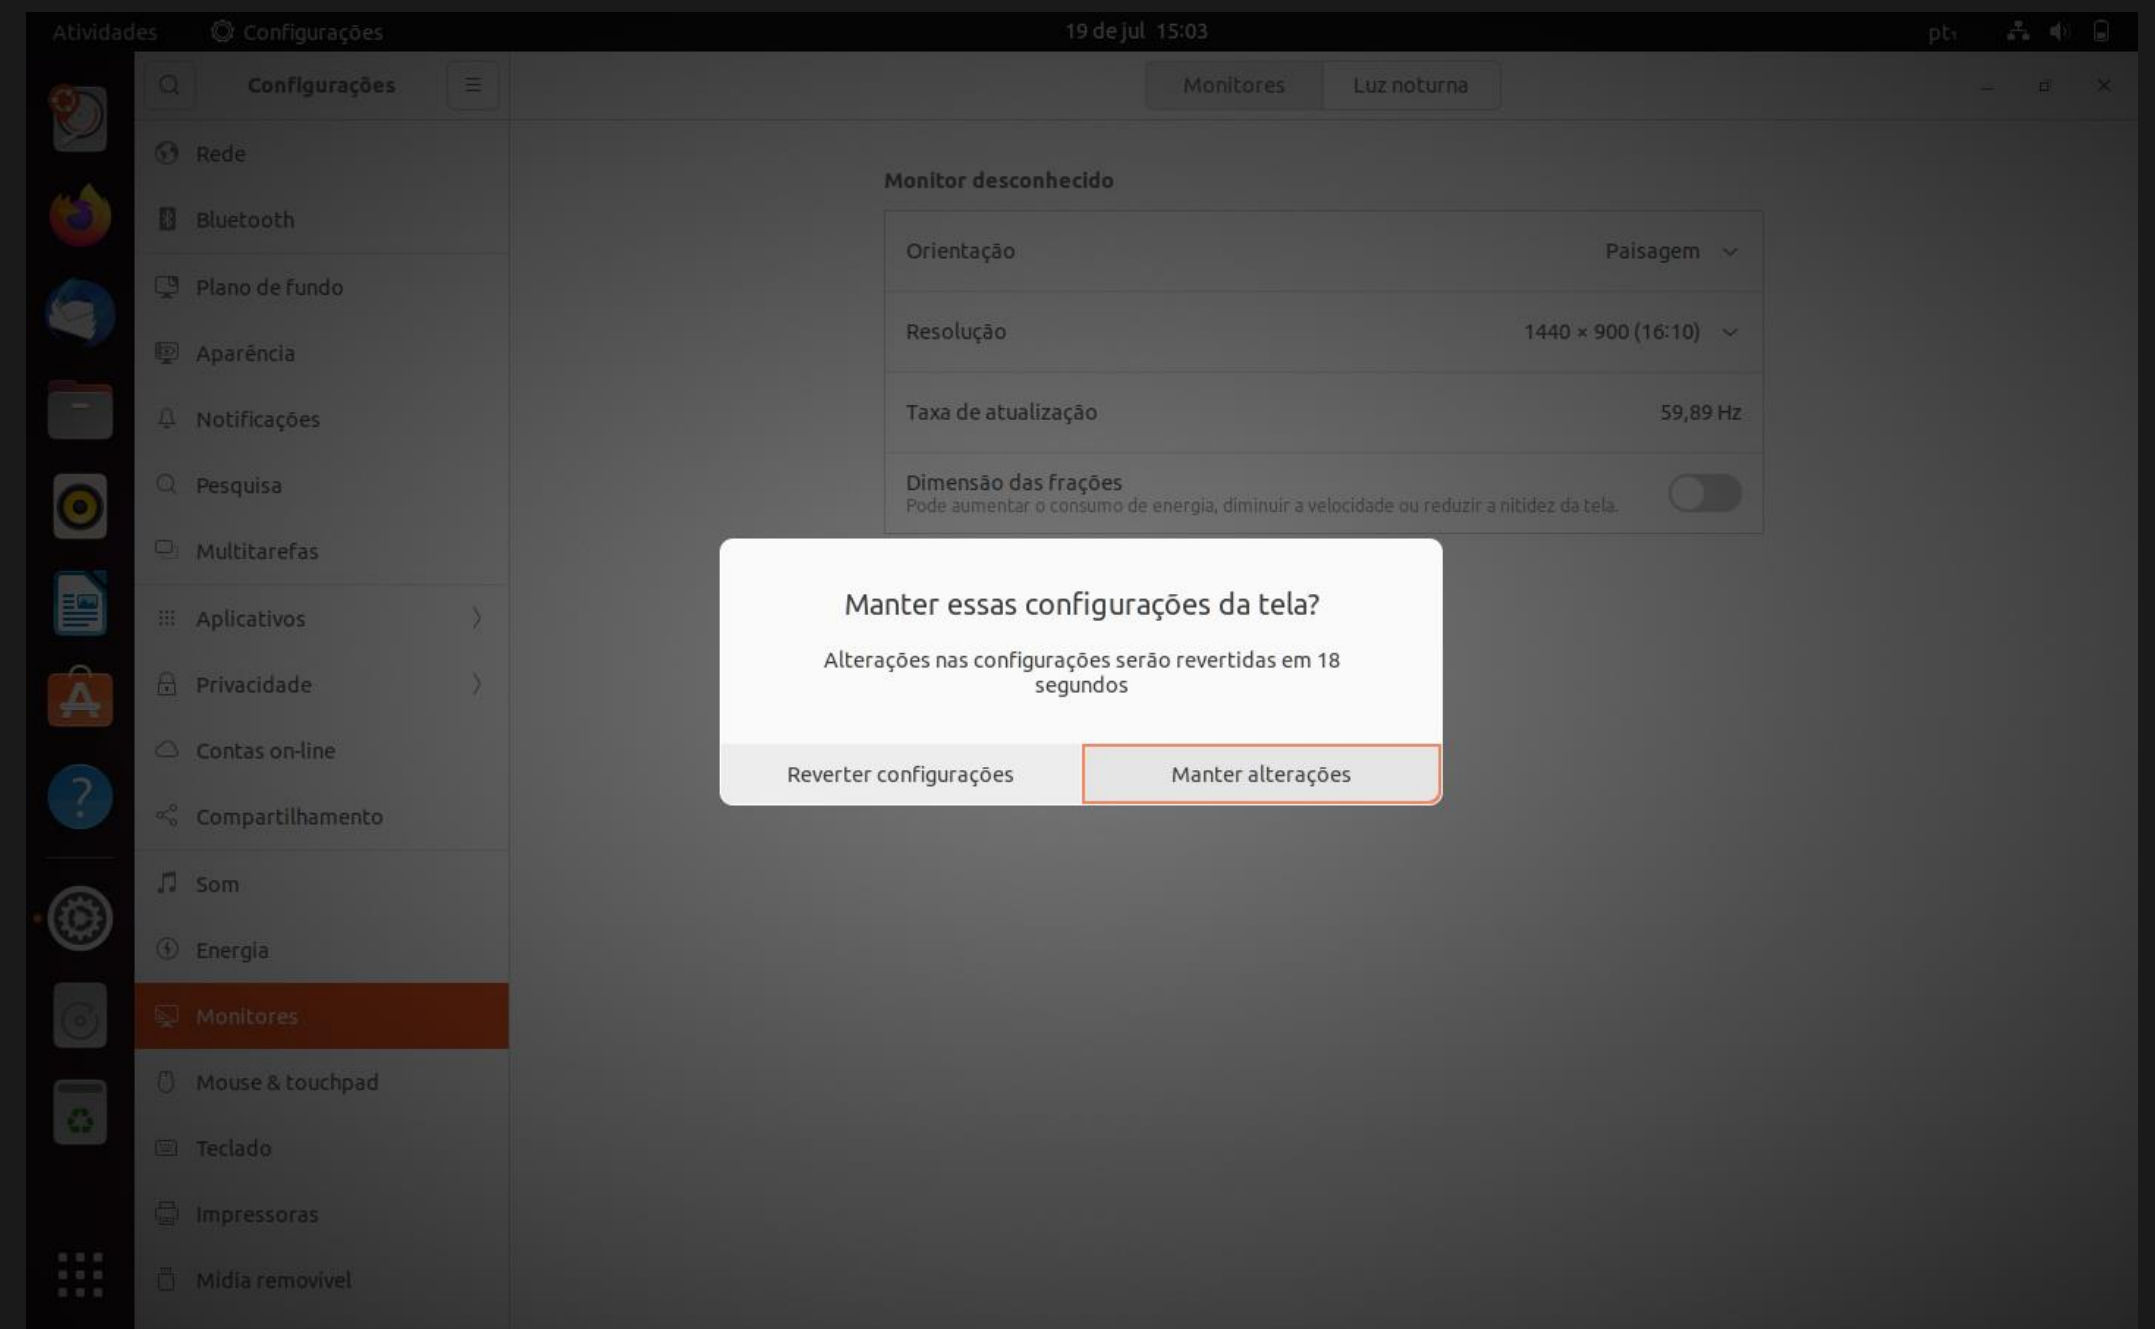 Atividades
Configurações
19 de jul 15:03
pt₁
Configurações
Monitores
Luz noturna
Rede
Bluetooth
Plano de fundo
Aparência
Notificações
Pesquisa
Multitarefas
Aplicativos
Privacidade
Contas on-line
Compartilhamento
Som
Energia
Monitores
Mouse & touchpad
Teclado
Impressoras
Mídia removível
Monitor desconhecido
Orientação
Paisagem
Resolução
1440 × 900 (16:10)
Taxa de atualização
59,89 Hz
Dimensão das frações
Pode aumentar o consumo de energia, diminuir a velocidade ou reduzir a nitidez da tela.
Manter essas configurações da tela?
Alterações nas configurações serão revertidas em 18
segundos
Reverter configurações
Manter alterações